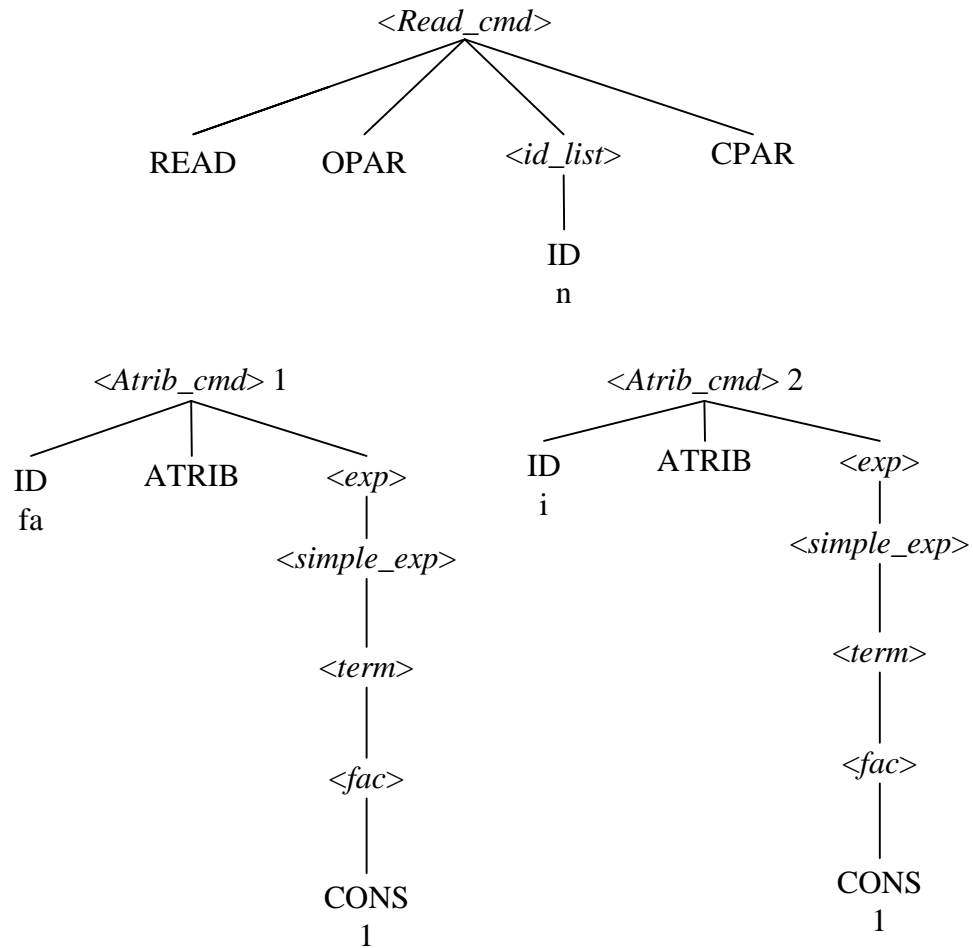 <Read_cmd>
READ OPAR <id_list> CPAR
ID
n
<Atrib_cmd> 1 <Atrib_cmd> 2
ID ATRIB <exp> ID ATRIB <exp>
fa i
<simple_exp> <simple_exp>
<term> <term>
<fac> <fac>
CONS CONS
1 1